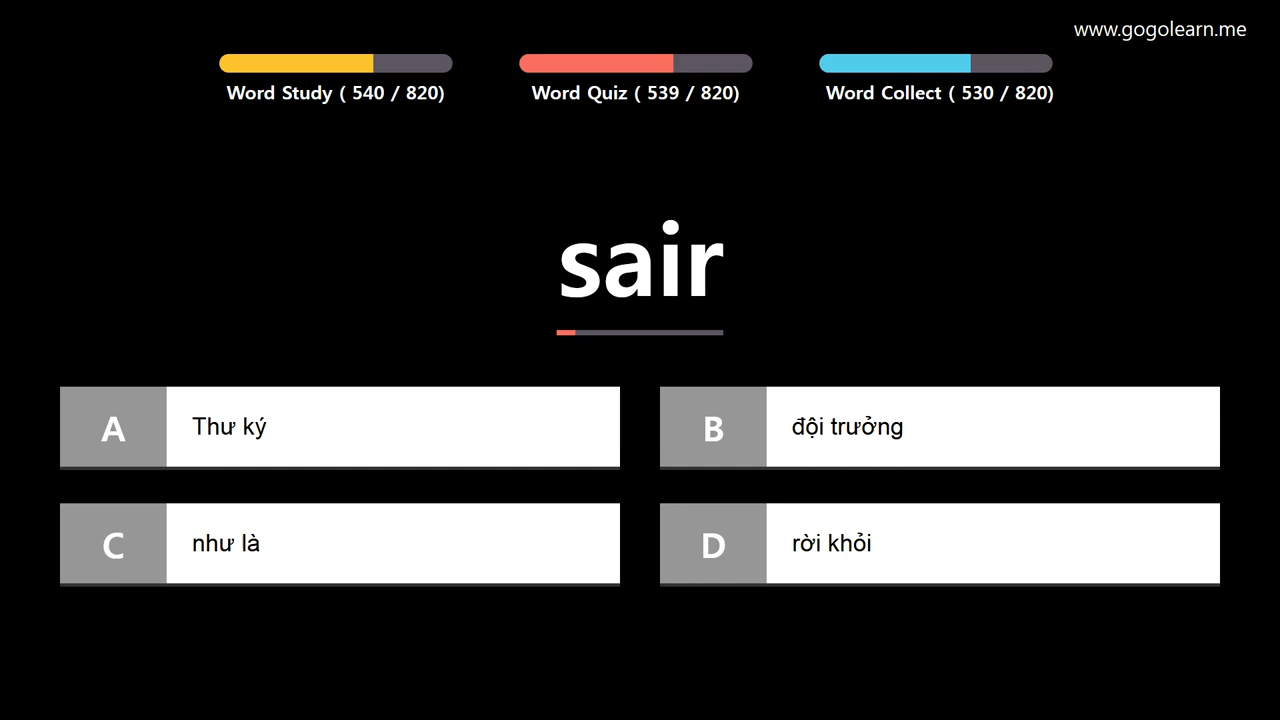 www.gogolearn.me
Word Study ( 540 / 820)
Word Quiz ( 539 / 820)
Word Collect ( 530 / 820)
sair
A Thư ký
B đội trưởng
C như là
D rời khỏi